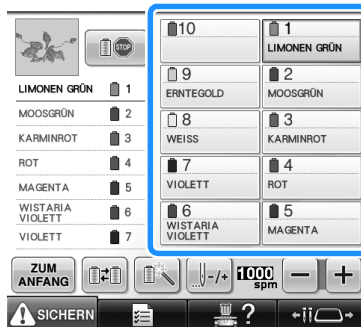 STOP
LIMONEN GRÜN 1
MOOSGRÜN 2
KARMINROT 3
ROT 4
MAGENTA 5
WISTARIA
VIOLETT 6
VIOLETT 7
10
1
LIMONEN GRÜN
9
ERNTEGOLD
2
MOOSGRÜN
8
WEISS
3
KARMINROT
7
VIOLETT
4
ROT
6
WISTARIA
VIOLETT
5
MAGENTA
ZUM
ANFANG
-/+
1000
spm
SICHERN
?